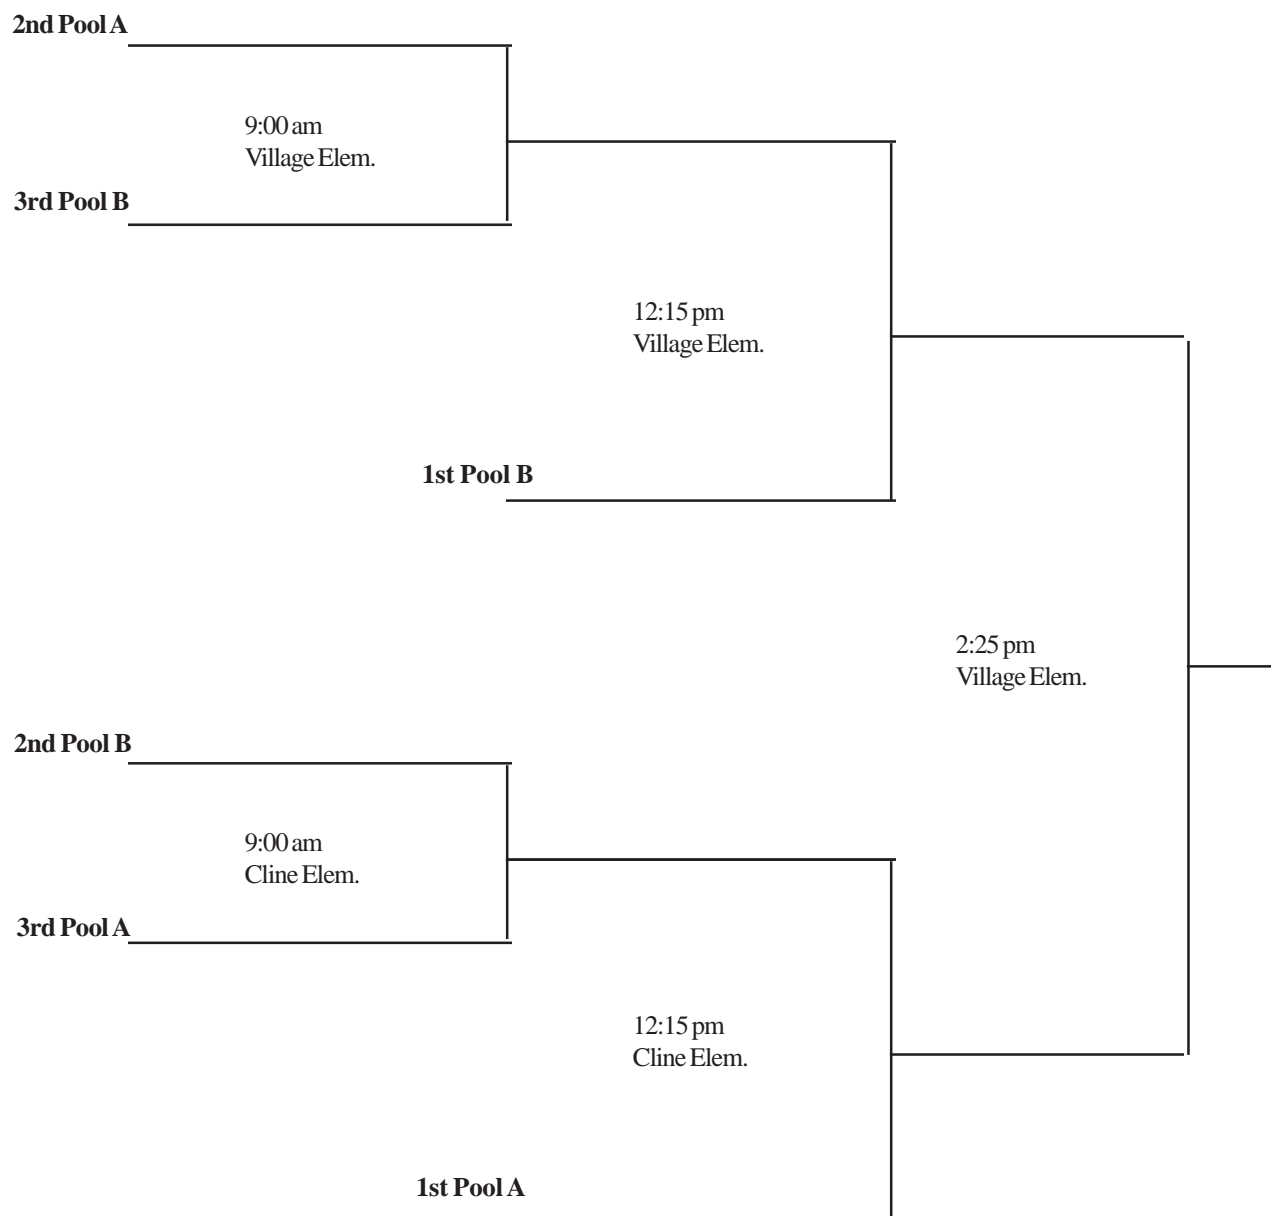 2nd Pool A
9:00 am
Village Elem.
3rd Pool B
12:15 pm
Village Elem.
1st Pool B
2:25 pm
Village Elem.
2nd Pool B
9:00 am
Cline Elem.
3rd Pool A
12:15 pm
Cline Elem.
1st Pool A